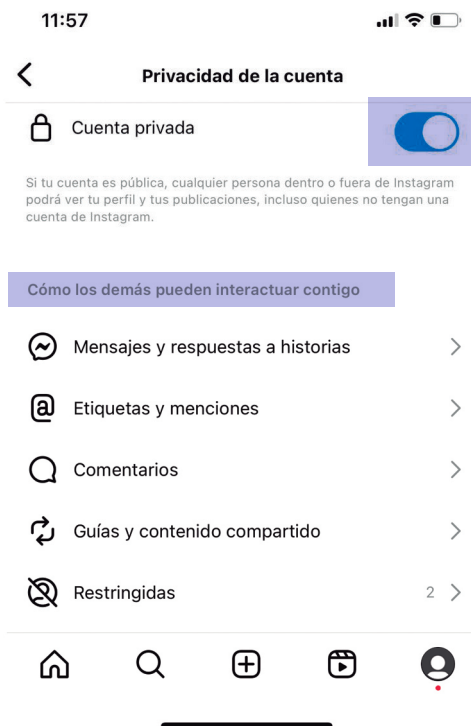 11:57
Privacidad de la cuenta
Cuenta privada
Si tu cuenta es pública, cualquier persona dentro o fuera de Instagram
podrá ver tu perfil y tus publicaciones, incluso quienes no tengan una
cuenta de Instagram.
Cómo los demás pueden interactuar contigo
Mensajes y respuestas a historias
Etiquetas y menciones
Comentarios
Guías y contenido compartido
Restringidas 2